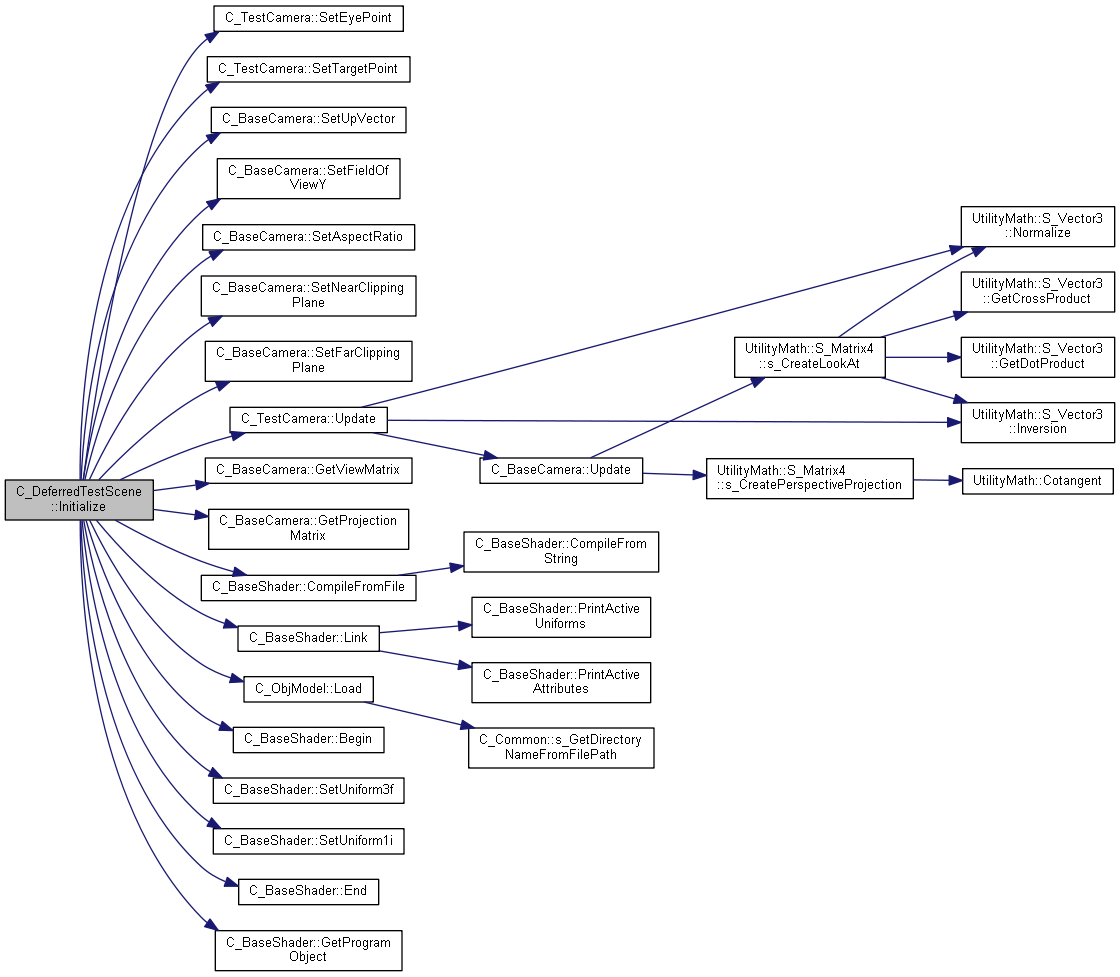 C_DeferredTestScene
::Initialize
C_TestCamera::SetEyePoint
C_TestCamera::SetTargetPoint
C_BaseCamera::SetUpVector
C_BaseCamera::SetFieldOf
ViewY
C_BaseCamera::SetAspectRatio
C_BaseCamera::SetNearClipping
Plane
C_BaseCamera::SetFarClipping
Plane
C_TestCamera::Update
C_BaseCamera::GetViewMatrix
C_BaseCamera::GetProjection
Matrix
C_BaseShader::CompileFromFile
C_BaseShader::Link
C_ObjModel::Load
C_BaseShader::Begin
C_BaseShader::SetUniform3f
C_BaseShader::SetUniform1i
C_BaseShader::End
C_BaseShader::GetProgram
Object
C_BaseCamera::Update
C_BaseShader::CompileFrom
String
C_BaseShader::PrintActive
Uniforms
C_BaseShader::PrintActive
Attributes
C_Common::s_GetDirectory
NameFromFilePath
UtilityMath::S_Matrix4
::s_CreateLookAt
UtilityMath::S_Matrix4
::s_CreatePerspectiveProjection
UtilityMath::S_Vector3
::Normalize
UtilityMath::S_Vector3
::GetCrossProduct
UtilityMath::S_Vector3
::GetDotProduct
UtilityMath::S_Vector3
::Inversion
UtilityMath::Cotangent